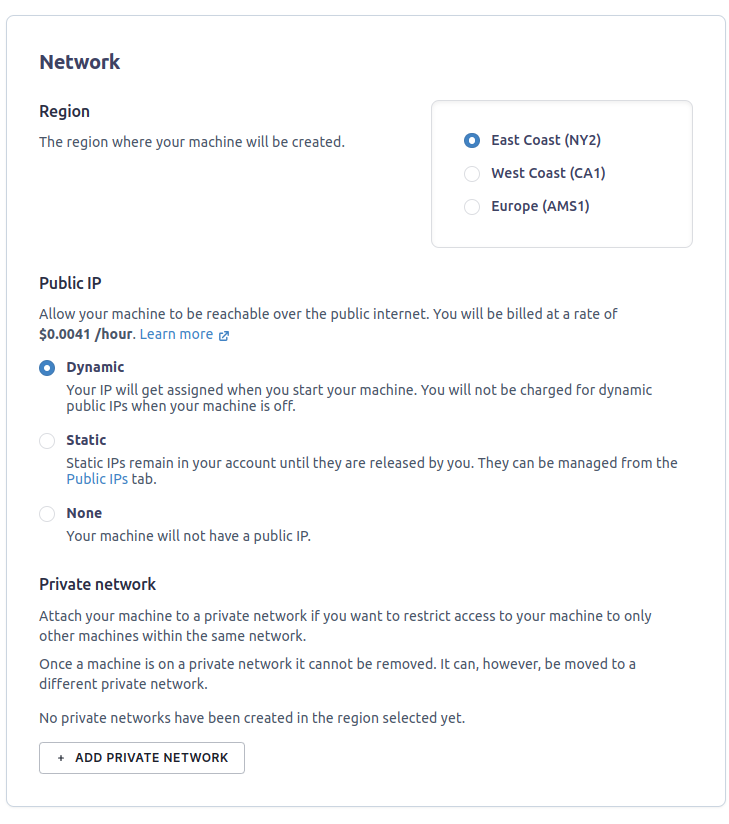 Network
Region
The region where your machine will be created.
East Coast (NY2)
West Coast (CA1)
Europe (AMS1)
Public IP
Allow your machine to be reachable over the public internet. You will be billed at a rate of
$0.0041 /hour. Learn more
Dynamic
Your IP will get assigned when you start your machine. You will not be charged for dynamic
public IPs when your machine is off.
Static
Static IPs remain in your account until they are released by you. They can be managed from the
Public IPs tab.
None
Your machine will not have a public IP.
Private network
Attach your machine to a private network if you want to restrict access to your machine to only
other machines within the same network.
Once a machine is on a private network it cannot be removed. It can, however, be moved to a
different private network.
No private networks have been created in the region selected yet.
+ ADD PRIVATE NETWORK